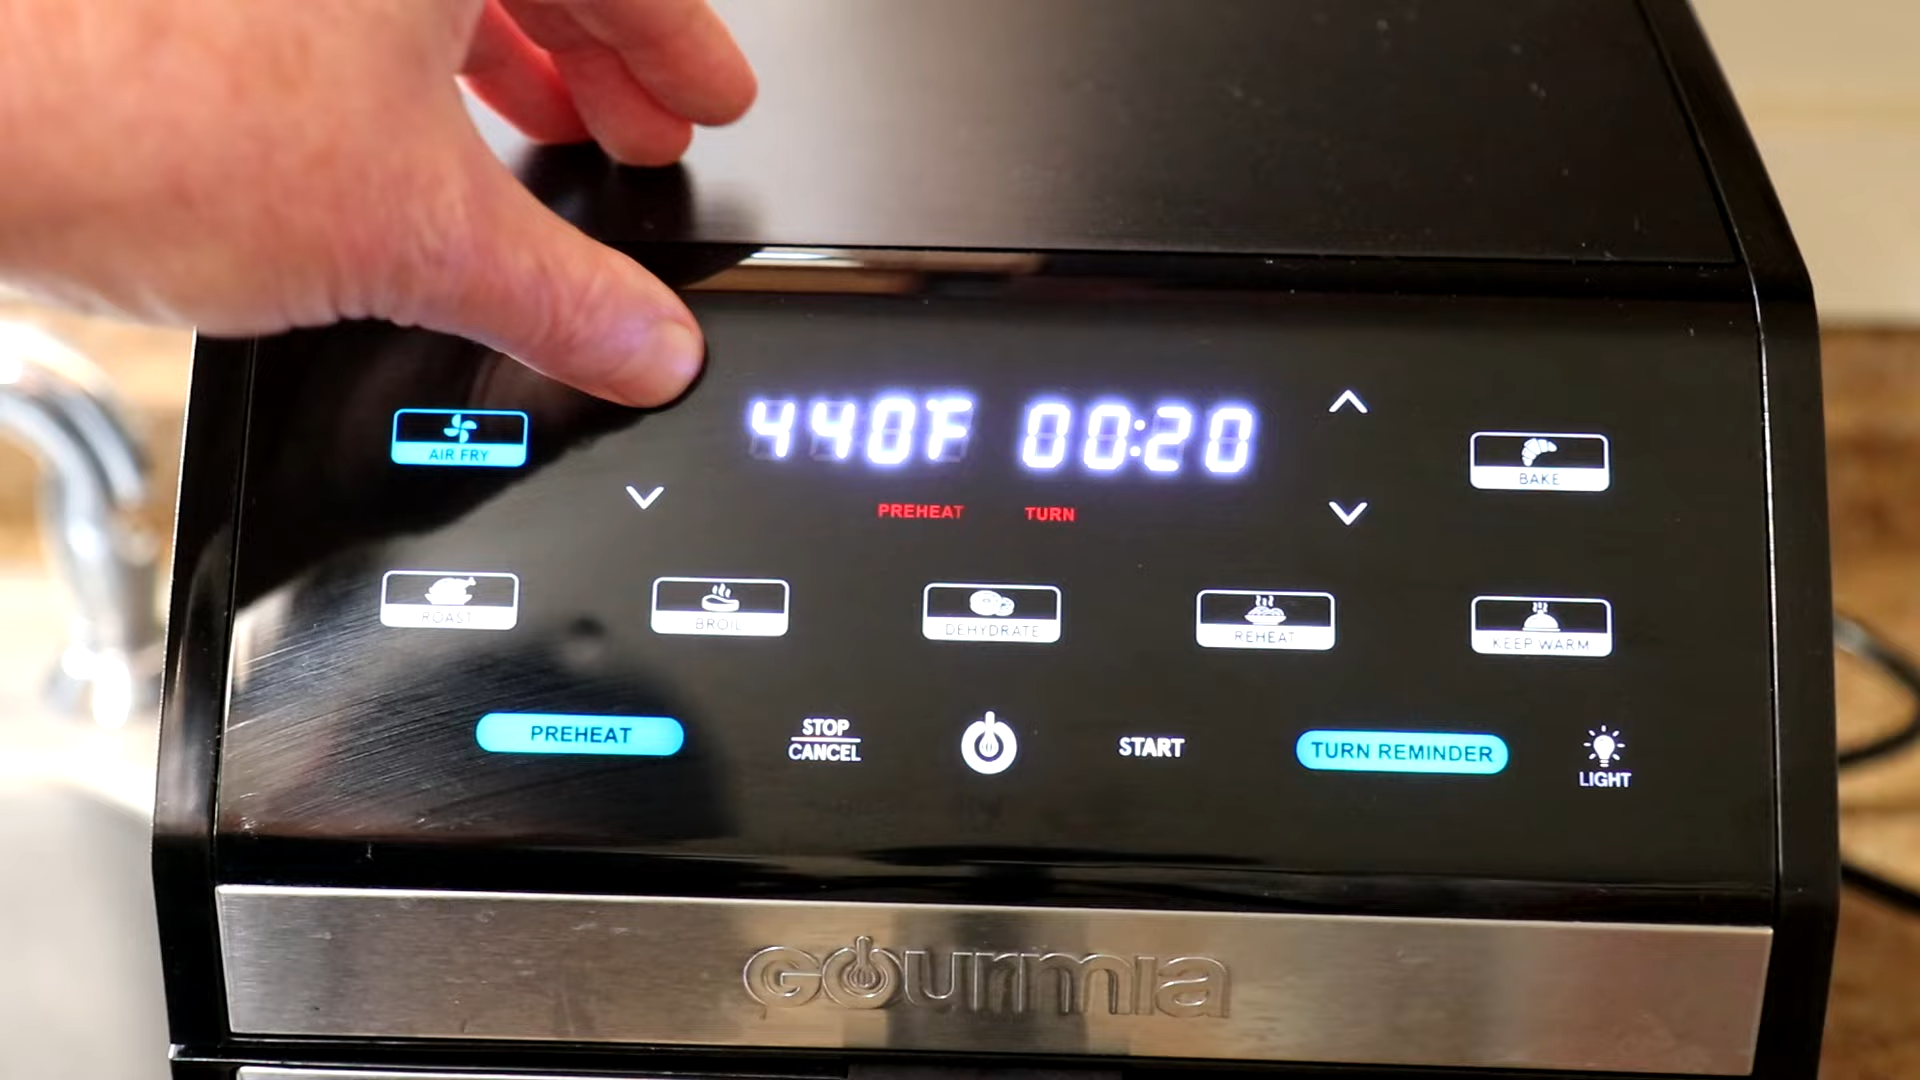 440F 00:20
AIR FRY
BAKE
PREHEAT TURN
ROAST
BROIL
DEHYDRATE
REHEAT
KEEP WARM
PREHEAT
STOP
CANCEL
START
TURN REMINDER
LIGHT
GOURMIA